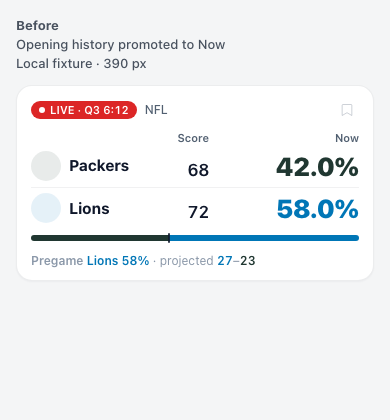 Before
Opening history promoted to Now
Local fixture · 390 px
LIVE · Q3 6:12 NFL
Score Now
Packers 68 42.0%
Lions 72 58.0%
Pregame Lions 58% · projected 27–23